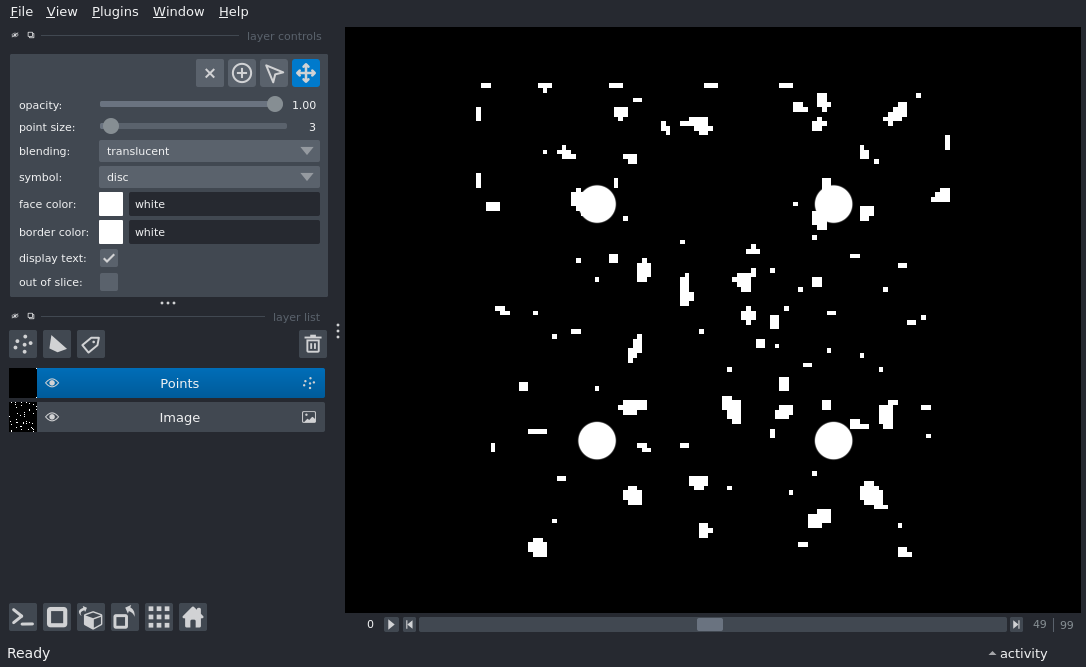 File View Plugins Window Help
layer controls
opacity: 1.00
point size: 3
blending: translucent
symbol: disc
face color: white
border color: white
display text:
out of slice:
layer list
Points
Image
0 49 | 99
Ready activity